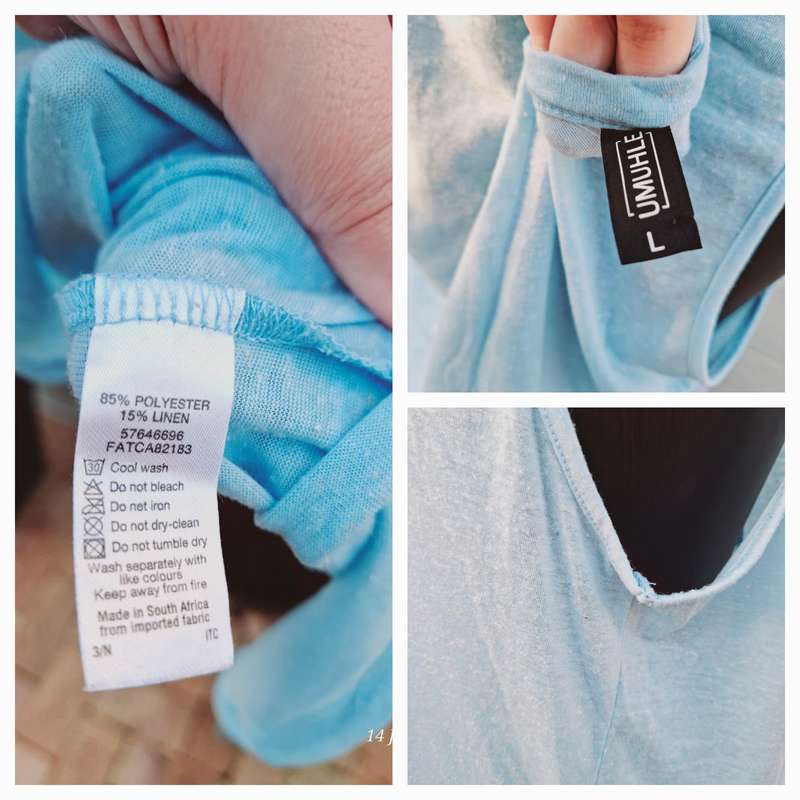 85% POLYESTER
15% LINEN
57646696
FATCA82183
30 Cool wash
Do not bleach
Do net iron
Do not dry-clean
Do not tumble dry
Wash separately with
like colours
Keep away from fire
Made in South Africa
from imported fabric
3/N ITC
14 j
UMUHLE
L